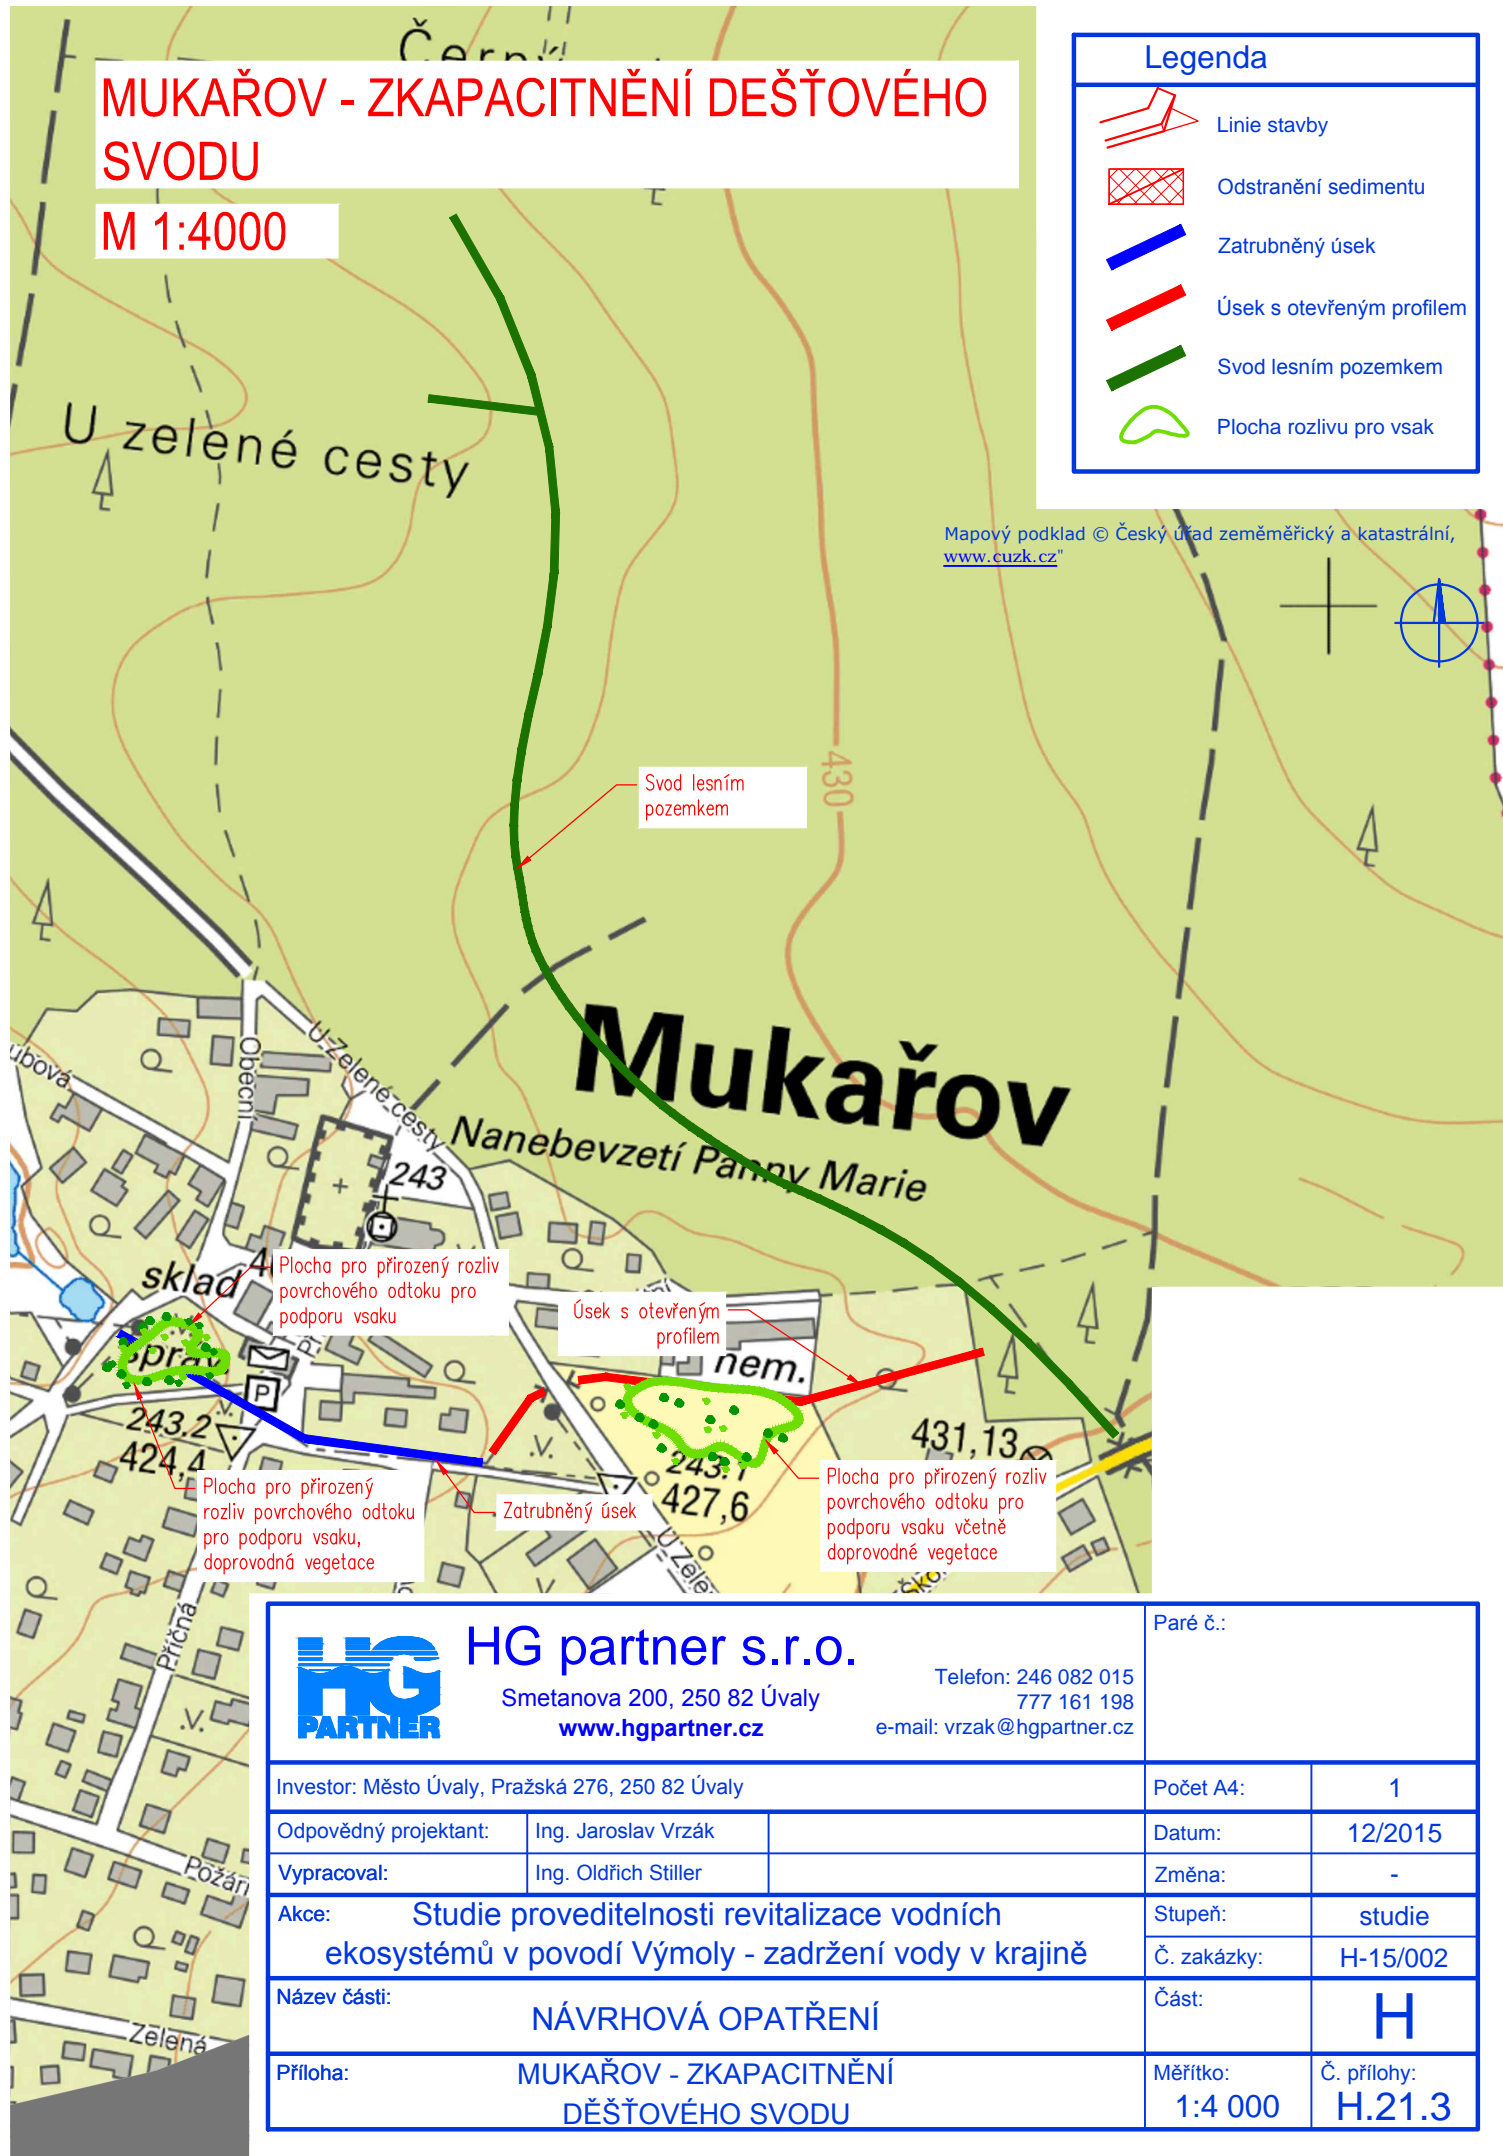 MUKAŘOV - ZKAPACITNĚNÍ DEŠŤOVÉHO
SVODU
M 1:4000
Legenda
Linie stavby
Odstranění sedimentu
Zatrubněný úsek
Úsek s otevřeným profilem
Svod lesním pozemkem
Plocha rozlivu pro vsak
Mapový podklad © Český úřad zeměměřický a katastrální,
www.cuzk.cz"
U zelené cesty
430
Svod lesním
pozemkem
Mukařov
Nanebevzetí Panny Marie
U Zelené cesty
Obecní
ubová
243
sklad
Plocha pro přirozený rozliv
povrchového odtoku pro
podporu vsaku
Úsek s otevřeným
profilem
nem.
správ
P
243.2
424,4
431,13
243.1
427,6
Plocha pro přirozený
rozliv povrchového odtoku
pro podporu vsaku,
doprovodná vegetace
Zatrubněný úsek
Plocha pro přirozený rozliv
povrchového odtoku pro
podporu vsaku včetně
doprovodné vegetace
U Zele
Ško
Příčná
Požárn
Zelená
HG
PARTNER
HG partner s.r.o.
Smetanova 200, 250 82 Úvaly
www.hgpartner.cz
Telefon: 246 082 015
777 161 198
e-mail: vrzak@hgpartner.cz
Paré č.:
Investor: Město Úvaly, Pražská 276, 250 82 Úvaly
Počet A4: 1
Odpovědný projektant: Ing. Jaroslav Vrzák
Datum: 12/2015
Vypracoval: Ing. Oldřich Stiller
Změna: -
Akce: Studie proveditelnosti revitalizace vodních
ekosystémů v povodí Výmoly - zadržení vody v krajině
Stupeň: studie
Č. zakázky: H-15/002
Název části: NÁVRHOVÁ OPATŘENÍ
Část: H
Příloha: MUKAŘOV - ZKAPACITNĚNÍ
DĚŠŤOVÉHO SVODU
Měřítko: 1:4 000
Č. přílohy: H.21.3